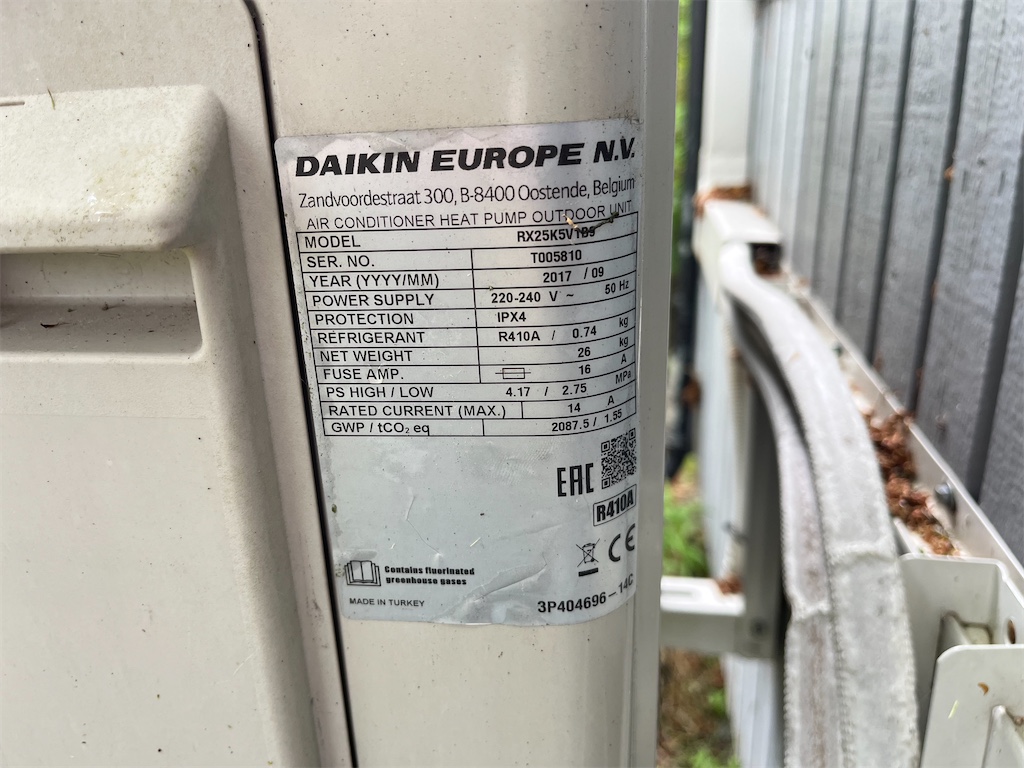 DAIKIN EUROPE N.V.
Zandvoordestraat 300, B-8400 Oostende, Belgium
AIR CONDITIONER HEAT PUMP OUTDOOR UNIT
MODEL RX25K5V1B9
SER. NO. T005810
YEAR (YYYY/MM) 2017 / 09
POWER SUPPLY 220-240 V ~ 50 Hz
PROTECTION IPX4
REFRIGERANT R410A / 0.74 kg
NET WEIGHT 26 kg
FUSE AMP. 16 A
PS HIGH / LOW 4.17 / 2.75 MPa
RATED CURRENT (MAX.) 14 A
GWP / tCO₂ eq 2087.5 / 1.55
EAC
R410A
CE
Contains fluorinated
greenhouse gases
MADE IN TURKEY
3P404696-14C